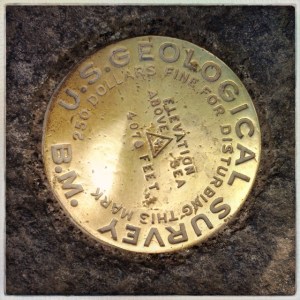 U.S. GEOLOGICAL SURVEY
B.M.
250 DOLLARS FINE FOR DISTURBING THIS MARK
ELEVATION
ABOVE SEA
FEET